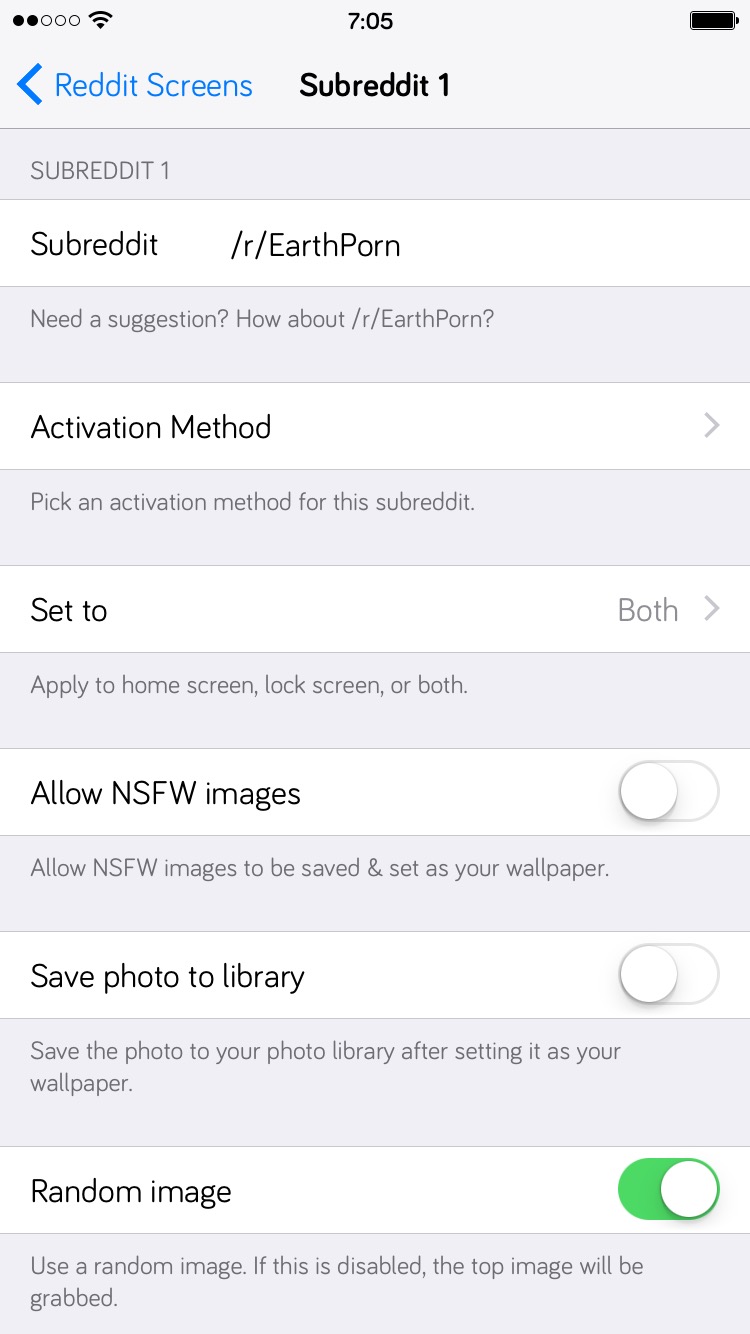 7:05
Reddit Screens Subreddit 1
SUBREDDIT 1
Subreddit /r/EarthPorn
Need a suggestion? How about /r/EarthPorn?
Activation Method
Pick an activation method for this subreddit.
Set to Both
Apply to home screen, lock screen, or both.
Allow NSFW images
Allow NSFW images to be saved & set as your wallpaper.
Save photo to library
Save the photo to your photo library after setting it as your
wallpaper.
Random image
Use a random image. If this is disabled, the top image will be
grabbed.